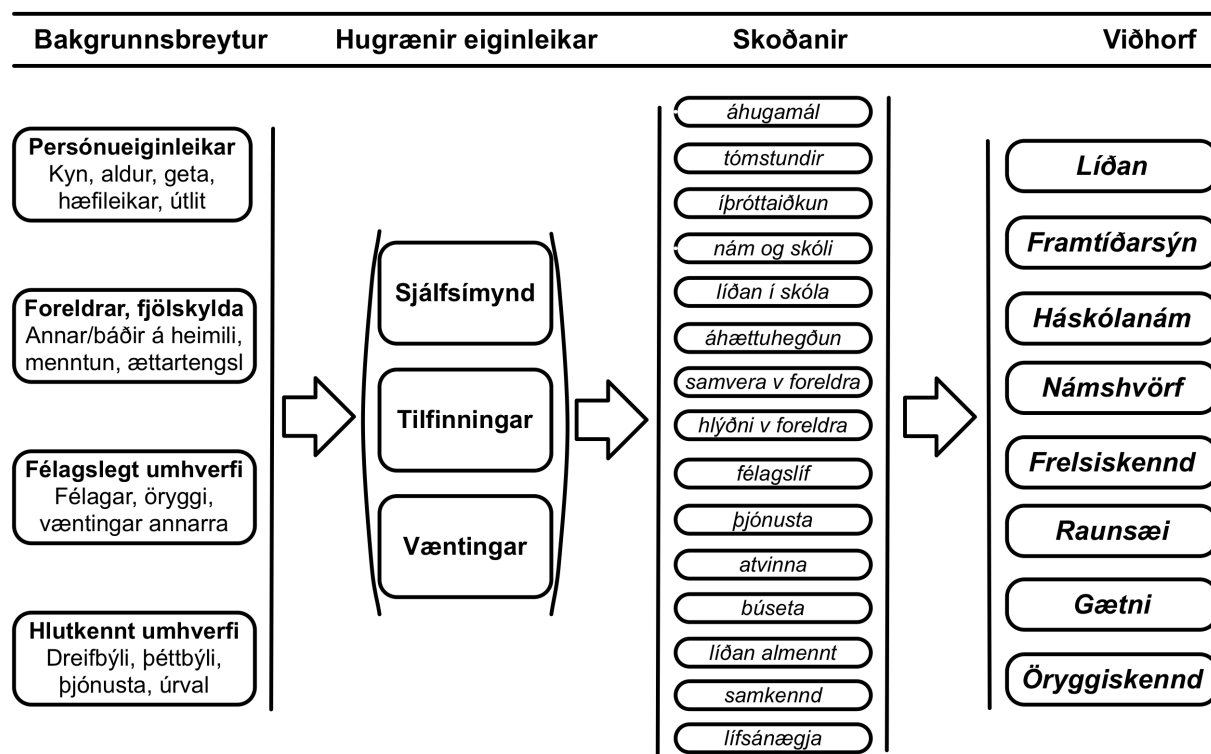 Bakgrunnsbreytur
Hugrænir eiginleikar
Skoðanir
Viðhorf
Persónueiginleikar
Kyn, aldur, geta,
hæfileikar, útlit
Foreldrar, fjölskylda
Annar/báðir á heimili,
menntun, ættartengsl
Félagslegt umhverfi
Félagar, öryggi,
væntingar annarra
Hlutkennt umhverfi
Dreifbýli, þéttbýli,
þjónusta, úrval
Sjálfsímynd
Tilfinningar
Væntingar
áhugamál
tómstundir
íþróttaiðkun
nám og skóli
líðan í skóla
áhættuhegðun
samvera v foreldra
hlýðni v foreldra
félagslíf
þjónusta
atvinna
búseta
líðan almennt
samkennd
lífsánægja
Líðan
Framtíðarsýn
Háskólanám
Námshvörf
Frelsiskennd
Raunsæi
Gætni
Öryggiskennd